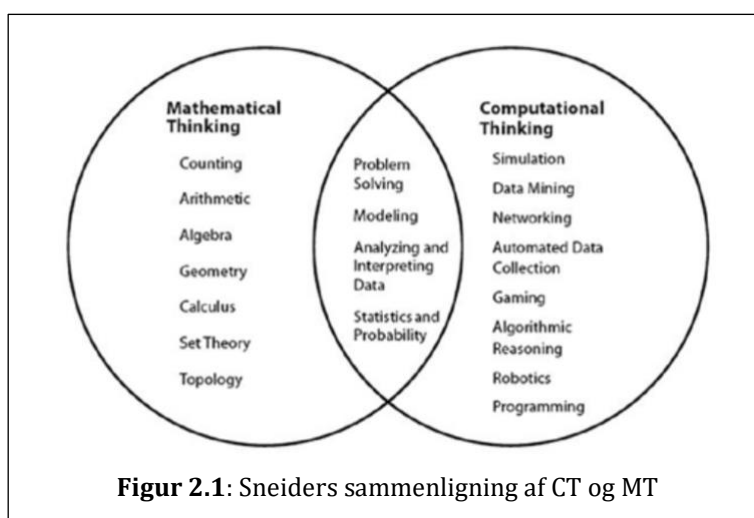 Mathematical
Thinking
Counting
Arithmetic
Algebra
Geometry
Calculus
Set Theory
Topology
Problem
Solving
Modeling
Analyzing and
Interpreting
Data
Statistics and
Probability
Computational
Thinking
Simulation
Data Mining
Networking
Automated Data
Collection
Gaming
Algorithmic
Reasoning
Robotics
Programming
Figur 2.1: Sneiders sammenligning af CT og MT